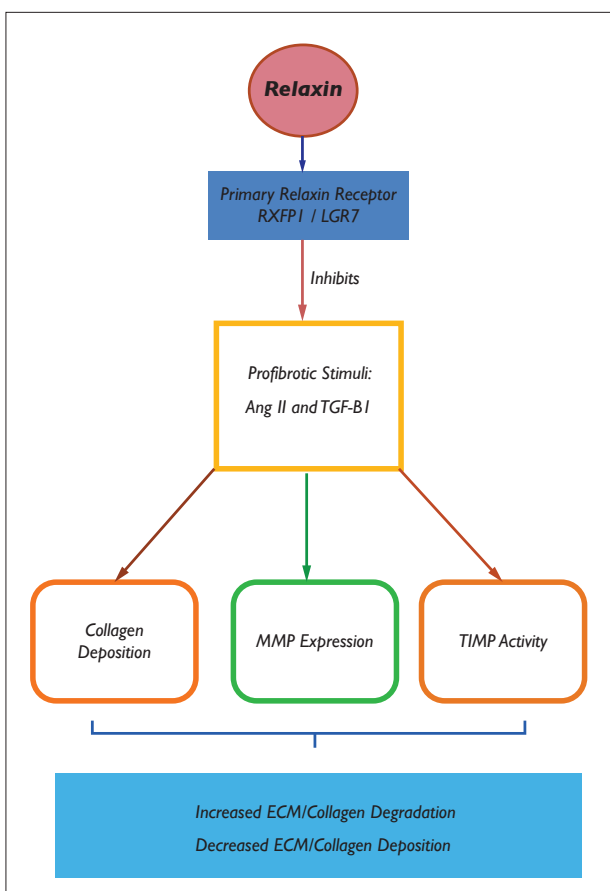 Relaxin
Primary Relaxin Receptor
RXFP1 / LGR7
Inhibits
Profibrotic Stimuli:
Ang II and TGF-B1
Collagen
Deposition
MMP Expression
TIMP Activity
Increased ECM/Collagen Degradation
Decreased ECM/Collagen Deposition